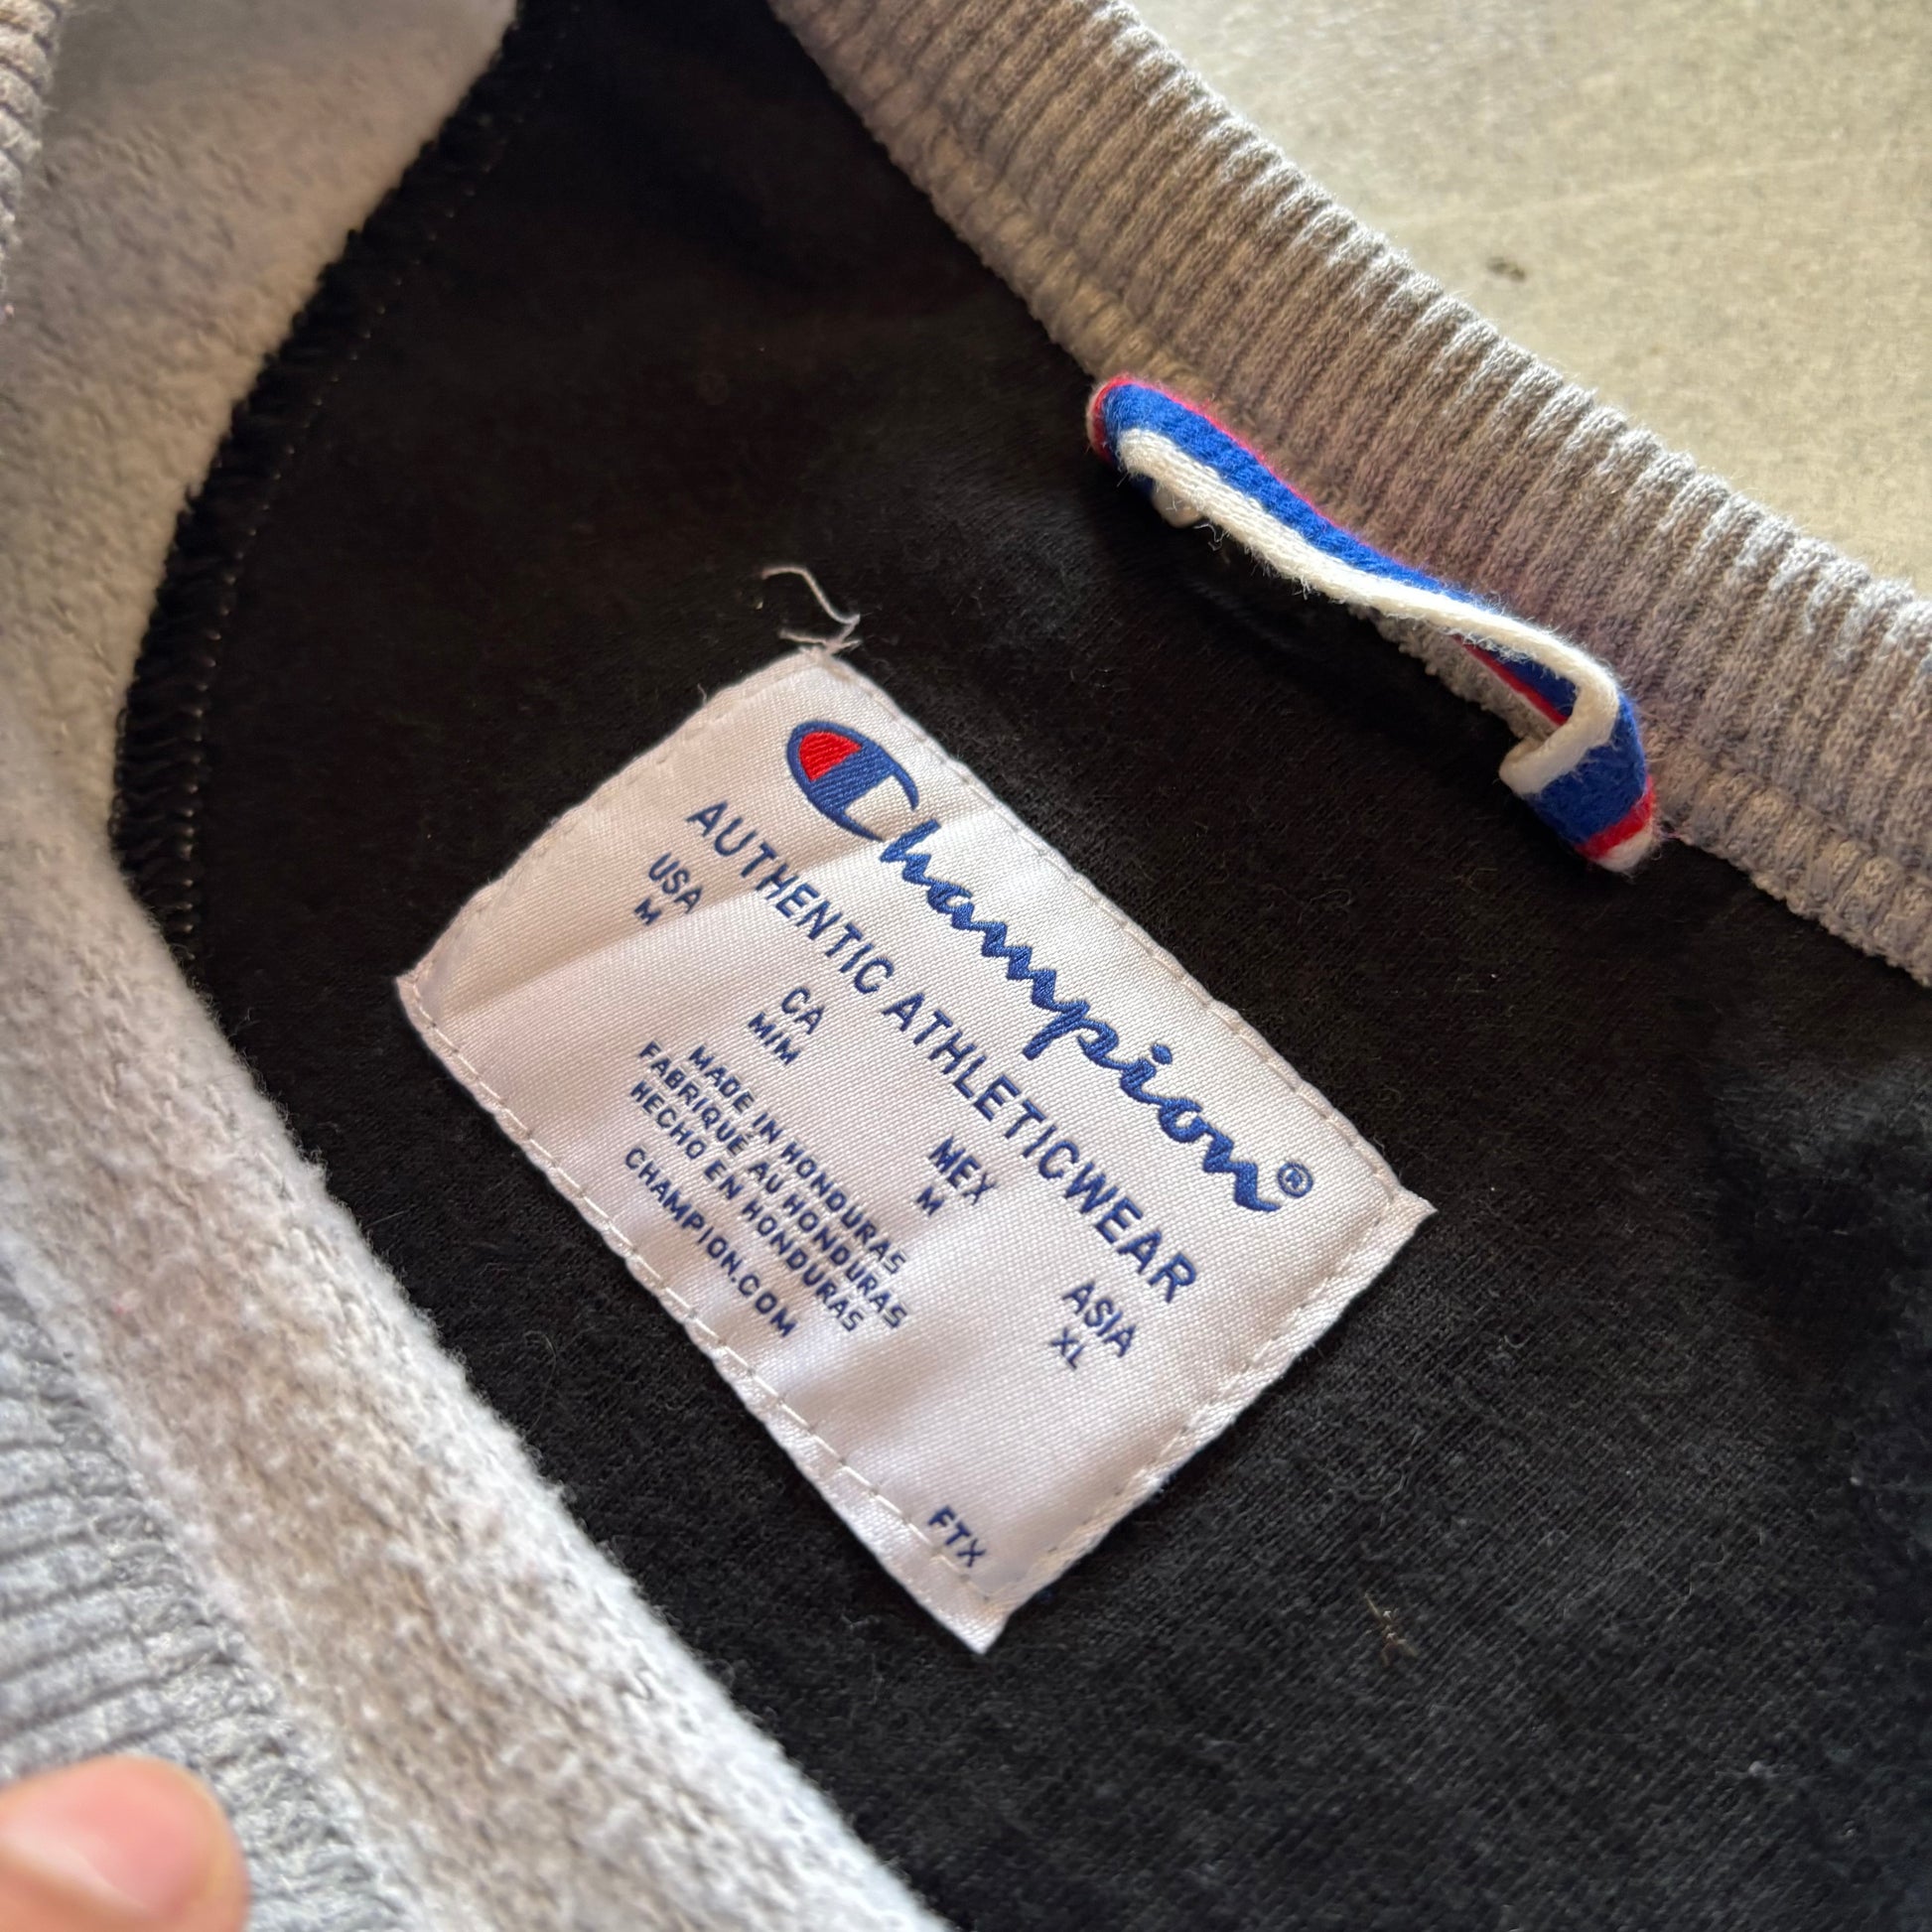 Champion®
AUTHENTIC ATHLETICWEAR
USA CA MEX ASIA
M M/M M XL
MADE IN HONDURAS
FABRIQUÉ AU HONDURAS
HECHO EN HONDURAS
CHAMPION.COM
FTX